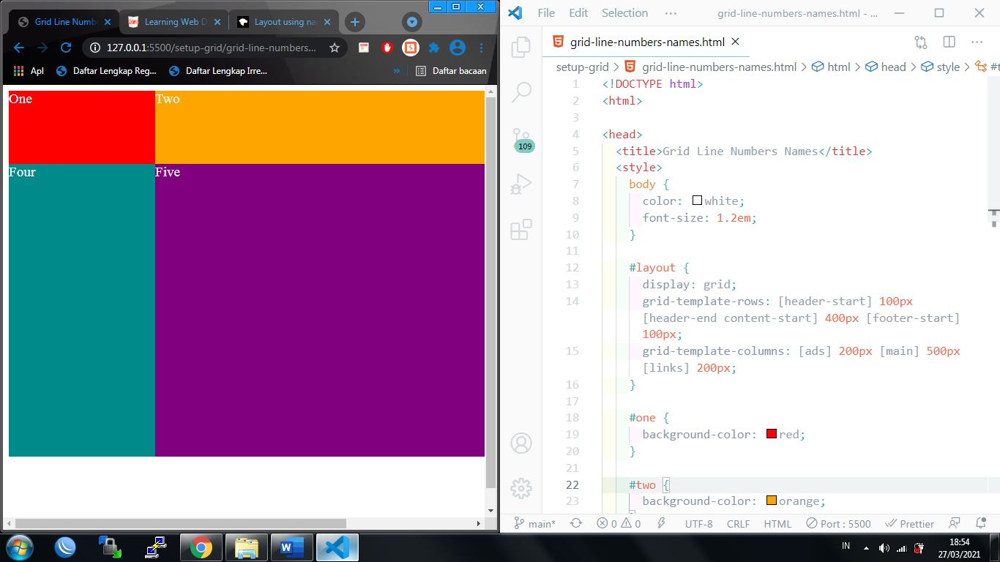 Grid Line Numb
Learning Web D
Layout using na
127.0.0.1:5500/setup-grid/grid-line-numbers...
Apl
Daftar Lengkap Reg...
Daftar Lengkap Irre...
»
Daftar bacaan
One
Two
Four
Five
File Edit Selection ···
grid-line-numbers-names.html - ...
grid-line-numbers-names.html
setup-grid > grid-line-numbers-names.html > html > head > style > #t
109
1 <!DOCTYPE html>
2 <html>
3
4 <head>
5 <title>Grid Line Numbers Names</title>
6 <style>
7 body {
8 color: white;
9 font-size: 1.2em;
10 }
11
12 #layout {
13 display: grid;
14 grid-template-rows: [header-start] 100px
[header-end content-start] 400px [footer-start]
100px;
15 grid-template-columns: [ads] 200px [main] 500px
[links] 200px;
16 }
17
18 #one {
19 background-color: red;
20 }
21
22 #two {
23 background-color: orange;
main* 0 0 UTF-8 CRLF HTML Port : 5500 Prettier
IN
18:54
27/03/2021